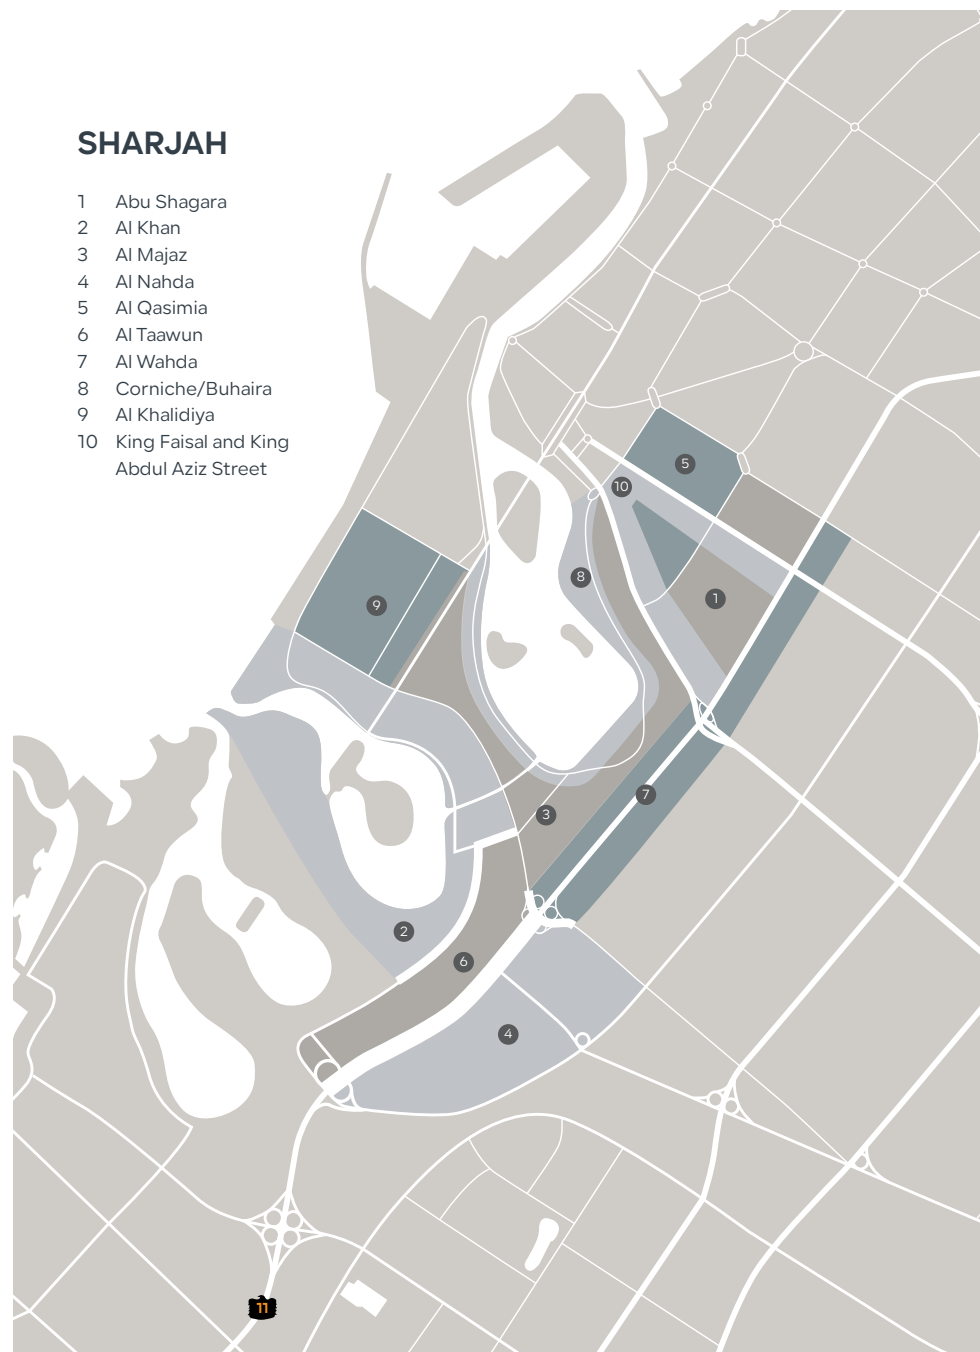 SHARJAH
1 Abu Shagara
2 Al Khan
3 Al Majaz
4 Al Nahda
5 Al Qasimia
6 Al Taawun
7 Al Wahda
8 Corniche/Buhaira
9 Al Khalidiya
10 King Faisal and King
Abdul Aziz Street
5
10
8
1
9
7
3
2
6
4
11